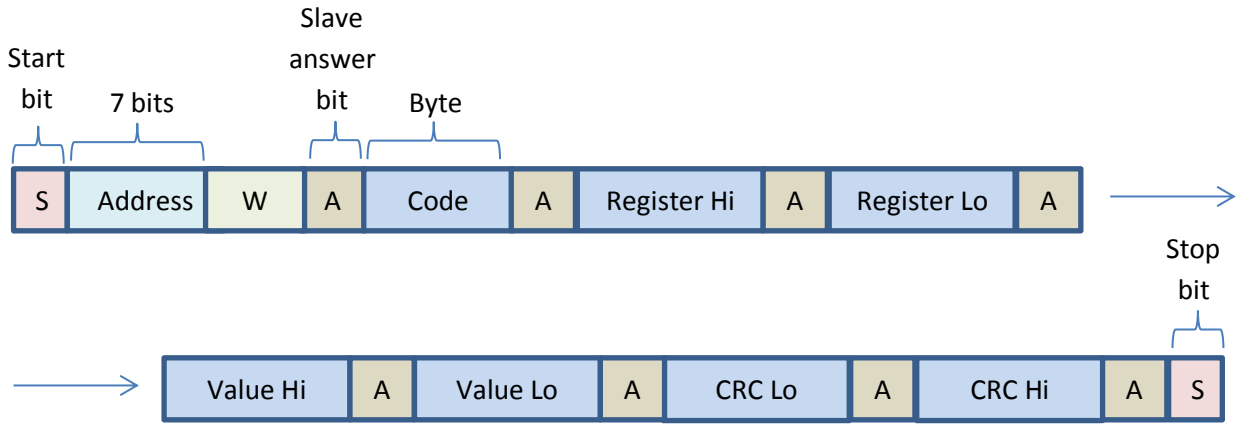 Start bit
7 bits
Slave answer bit
Byte
S Address W A Code A Register Hi A Register Lo A
Stop bit
Value Hi A Value Lo A CRC Lo A CRC Hi A S